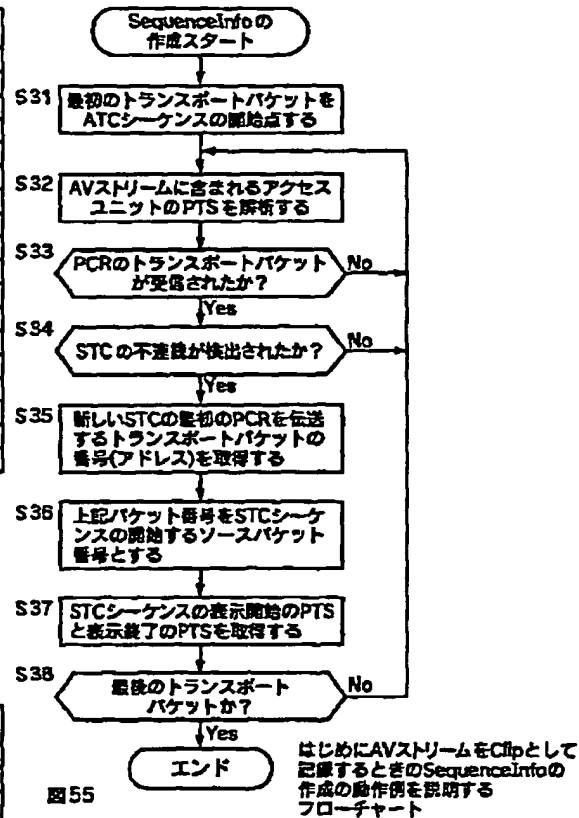 SequenceInfoの
作成スタート
S31
最初のトランスポートパケットを
ATCシーケンスの開始点する
S32
AVストリームに含まれるアクセス
ユニットのPTSを解析する
S33
PCRのトランスポートパケット
が受信されたか？
No
Yes
S34
STCの不連続が検出されたか？
No
Yes
S35
新しいSTCの最初のPCRを伝送
するトランスポートパケットの
番号(アドレス)を取得する
S36
上記パケット番号をSTCシーケ
ンスの開始するソースパケット
番号とする
S37
STCシーケンスの表示開始のPTS
と表示終了のPTSを取得する
S38
最後のトランスポート
パケットか？
No
Yes
エンド
図55
はじめにAVストリームをClipとして
記録するときのSequenceInfoの
作成の動作例を説明する
フローチャート